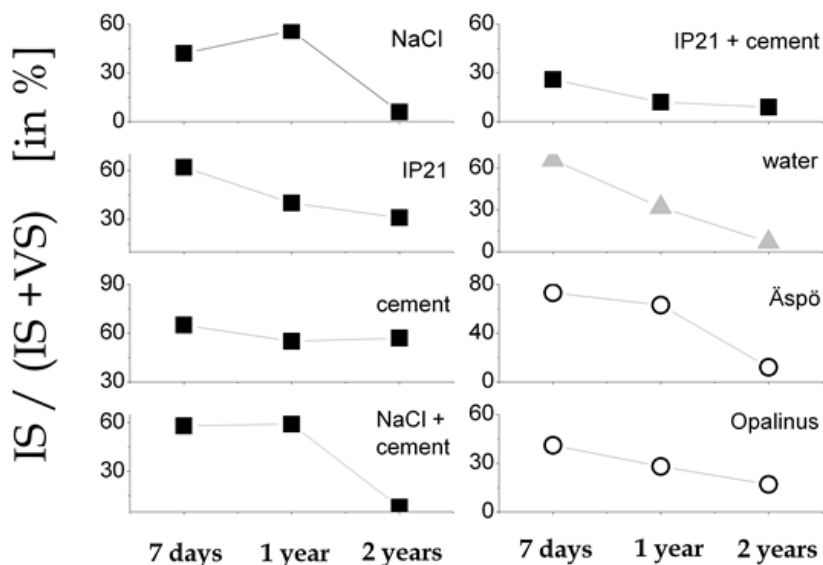 IS / (IS+VS) [in %]
60
30
0
NaCl
60
30
IP21
90
60
30
cement
60
30
NaCl +
cement
7 days 1 year 2 years
60
30
0
IP21 + cement
60
30
0
water
80
40
0
Äspö
60
30
0
Opalinus
7 days 1 year 2 years